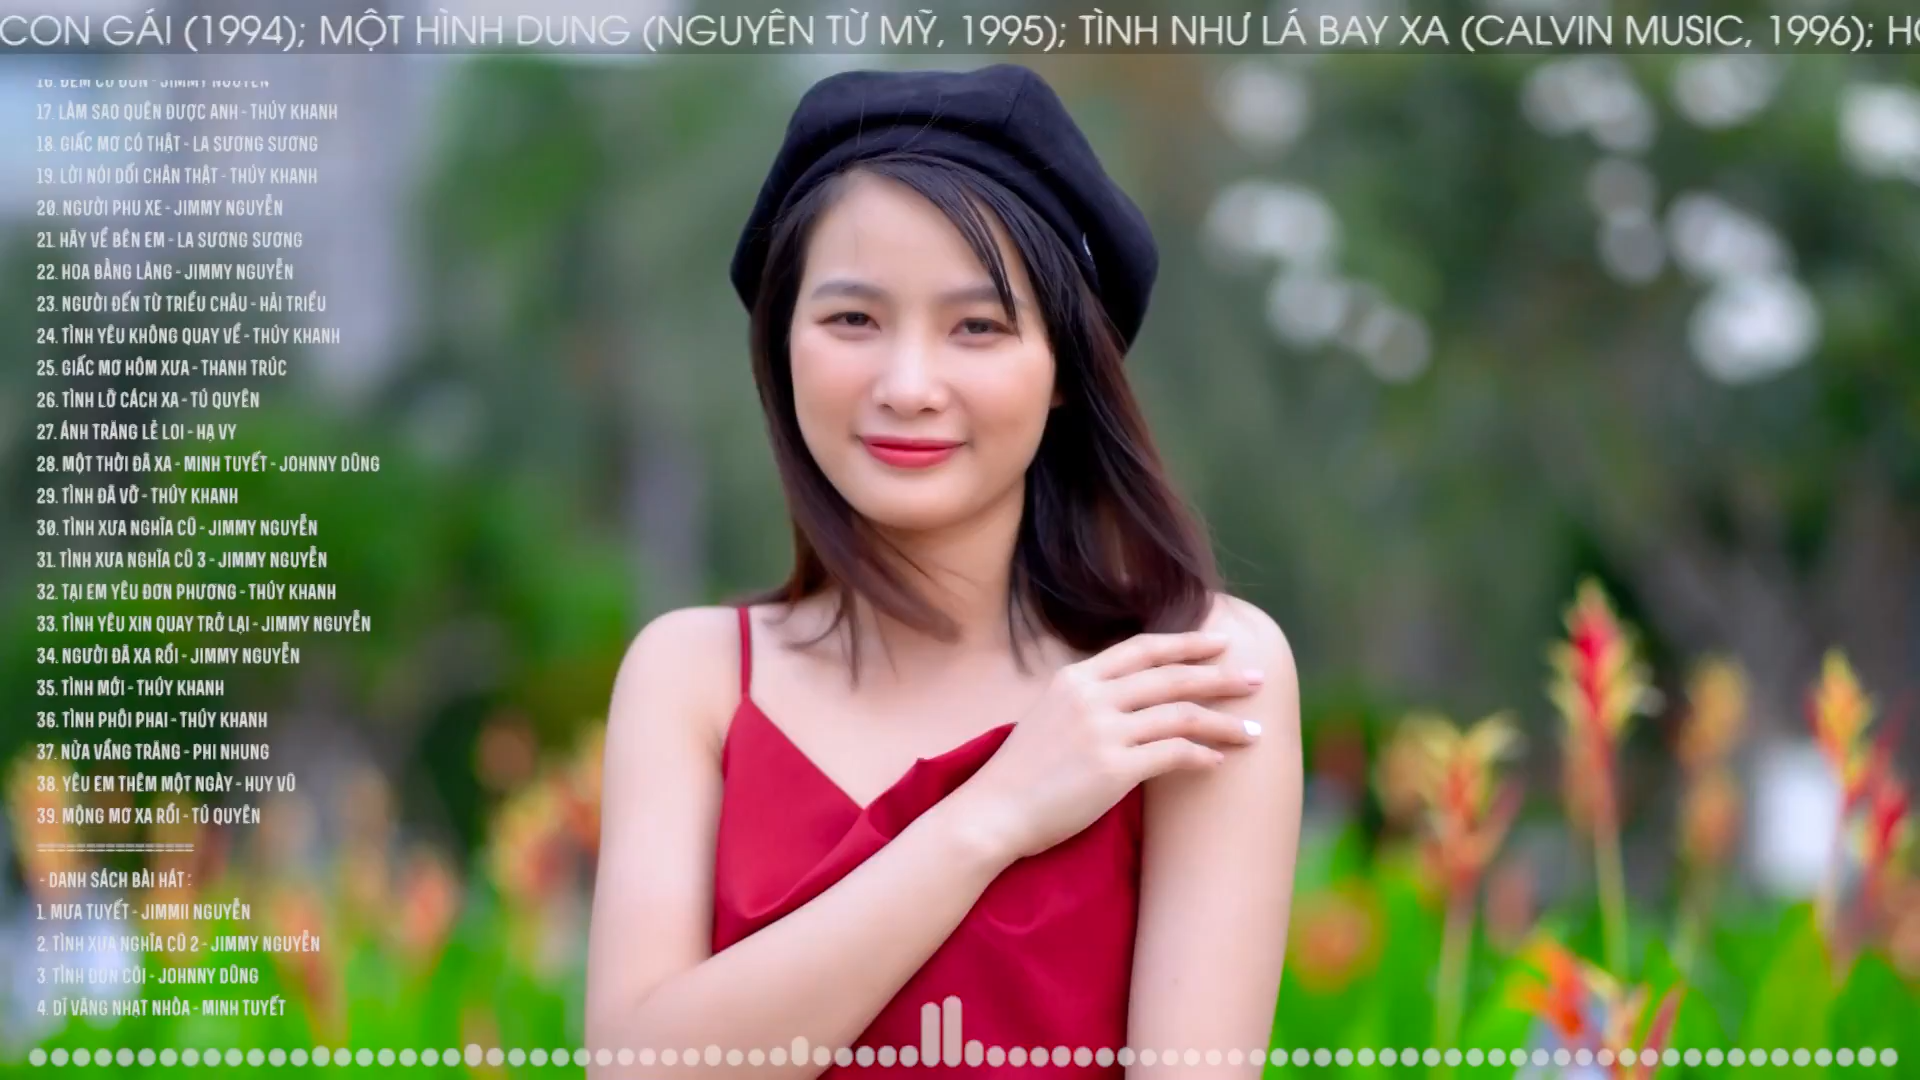 CON GÁI (1994); MỘT HÌNH DUNG (NGUYÊN TỪ MỸ, 1995); TÌNH NHƯ LÁ BAY XA (CALVIN MUSIC, 1996);
16. ĐÊM CÔ ĐƠN - JIMMY NGUYỄN
17. LÀM SAO QUÊN ĐƯỢC ANH - THÚY KHANH
18. GIẤC MƠ CÓ THẬT - LA SƯƠNG SƯƠNG
19. LỜI NÓI DỐI CHÂN THẬT - THÚY KHANH
20. NGƯỜI PHU XE - JIMMY NGUYỄN
21. HÃY VỀ BÊN EM - LA SƯƠNG SƯƠNG
22. HOA BẰNG LĂNG - JIMMY NGUYỄN
23. NGƯỜI ĐẾN TỪ TRIỀU CHÂU - HẢI TRIỀU
24. TÌNH YÊU KHÔNG QUAY VỀ - THÚY KHANH
25. GIẤC MƠ HÔM XƯA - THANH TRÚC
26. TÌNH LỠ CÁCH XA - TÚ QUYÊN
27. ÁNH TRĂNG LẺ LOI - HẠ VY
28. MỘT THỜI ĐÃ XA - MINH TUYẾT - JOHNNY DŨNG
29. TÌNH ĐÃ VỠ - THÚY KHANH
30. TÌNH XƯA NGHĨA CŨ - JIMMY NGUYỄN
31. TÌNH XƯA NGHĨA CŨ 3 - JIMMY NGUYỄN
32. TẠI EM YÊU ĐƠN PHƯƠNG - THÚY KHANH
33. TÌNH YÊU XIN QUAY TRỞ LẠI - JIMMY NGUYỄN
34. NGƯỜI ĐÃ XA RỒI - JIMMY NGUYỄN
35. TÌNH MỚI - THÚY KHANH
36. TÌNH PHÔI PHAI - THÚY KHANH
37. NỬA VẦNG TRĂNG - PHI NHUNG
38. YÊU EM THÊM MỘT NGÀY - HUY VŨ
39. MỘNG MƠ XA RỒI - TÚ QUYÊN
================
- DANH SÁCH BÀI HÁT :
1. MƯA TUYẾT - JIMMII NGUYỄN
2. TÌNH XƯA NGHĨA CŨ 2 - JIMMY NGUYỄN
3. TÌNH ĐƠN CÔI - JOHNNY DŨNG
4. DĨ VÃNG NHẠT NHÒA - MINH TUYẾT